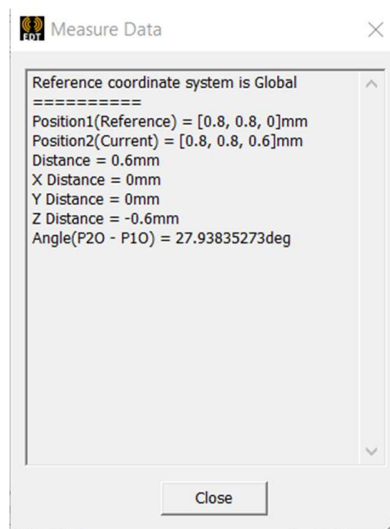 EDT
Measure Data
Reference coordinate system is Global
==========
Position1(Reference) = [0.8, 0.8, 0]mm
Position2(Current) = [0.8, 0.8, 0.6]mm
Distance = 0.6mm
X Distance = 0mm
Y Distance = 0mm
Z Distance = -0.6mm
Angle(P2O - P1O) = 27.93835273deg
Close